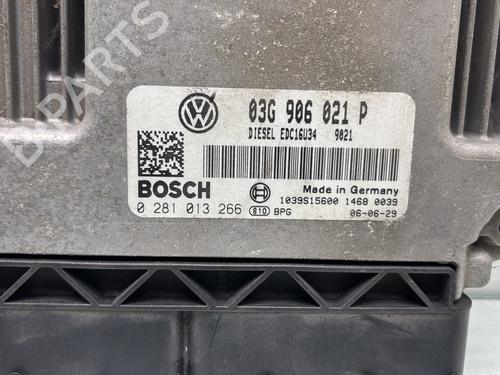 03G 906 021 P
DIESEL EDC16U34 9021
BOSCH
Made in Germany
0 281 013 266 810 BPG
1039S15600 1468 0039
06-06-29